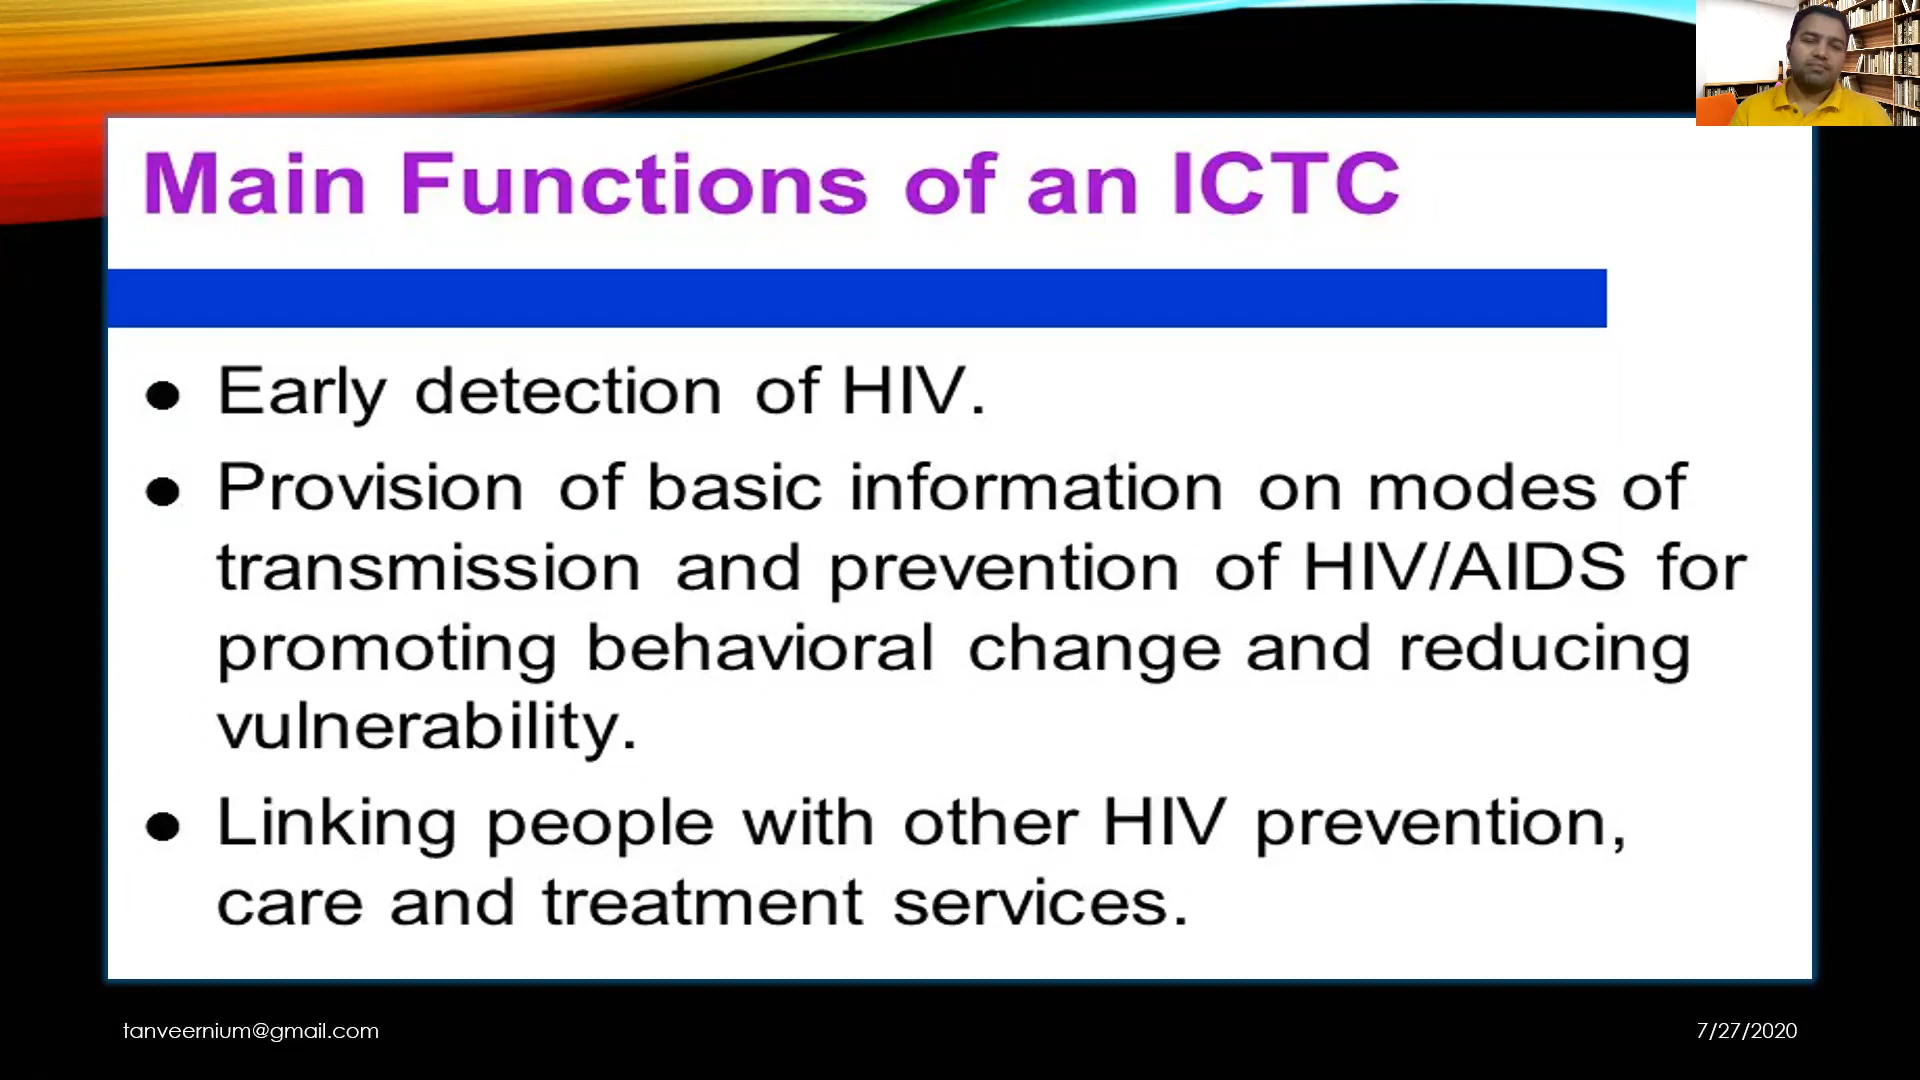 Main Functions of an ICTC
● Early detection of HIV.
● Provision of basic information on modes of
transmission and prevention of HIV/AIDS for
promoting behavioral change and reducing
vulnerability.
● Linking people with other HIV prevention,
care and treatment services.
tanveernium@gmail.com
7/27/2020